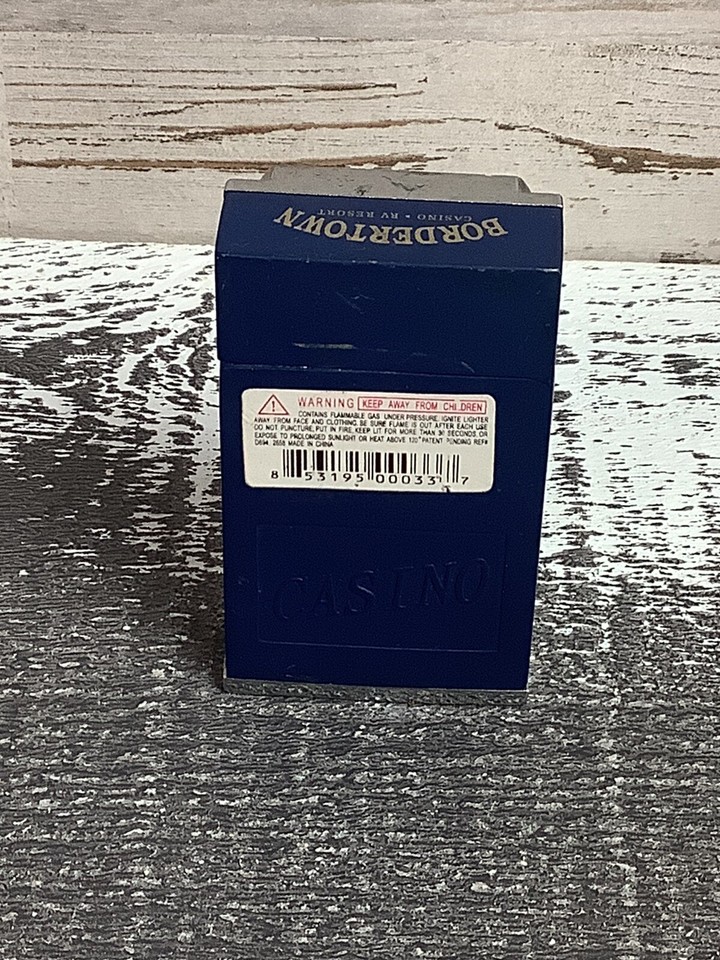 BORDERTOWN
CASINO • RV RESORT
WARNING KEEP AWAY FROM CHILDREN
CONTAINS FLAMMABLE GAS UNDER PRESSURE. IGNITE LIGHTER
AWAY FROM FACE AND CLOTHING. BE SURE FLAME IS OUT AFTER EACH USE
DO NOT PUNCTURE, PUT IN FIRE, KEEP LIT FOR MORE THAN 30 SECONDS, OR
EXPOSE TO PROLONGED SUNLIGHT OR HEAT ABOVE 120° PATENT PENDING REF#
D694. 2658 MADE IN CHINA
8 53195 00033 7
CASINO